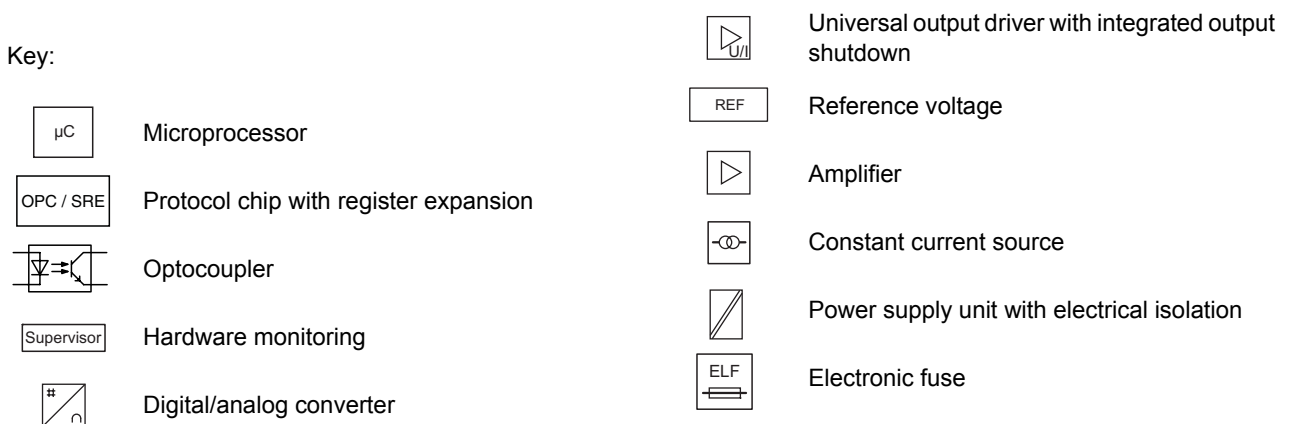 Key:
µC
Microprocessor
OPC / SRE
Protocol chip with register expansion
Optocoupler
Supervisor
Hardware monitoring
#
∩
Digital/analog converter
U/I
Universal output driver with integrated output
shutdown
REF
Reference voltage
Amplifier
Constant current source
Power supply unit with electrical isolation
ELF
Electronic fuse